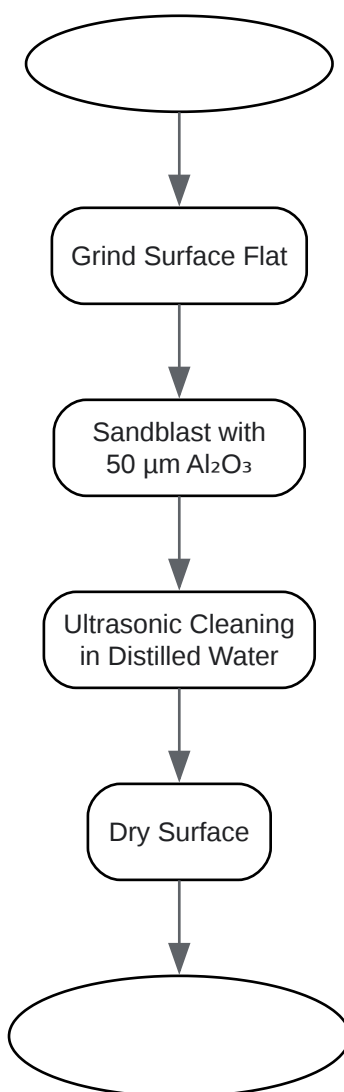 Grind Surface Flat
Sandblast with
50 µm Al₂O₃
Ultrasonic Cleaning
in Distilled Water
Dry Surface